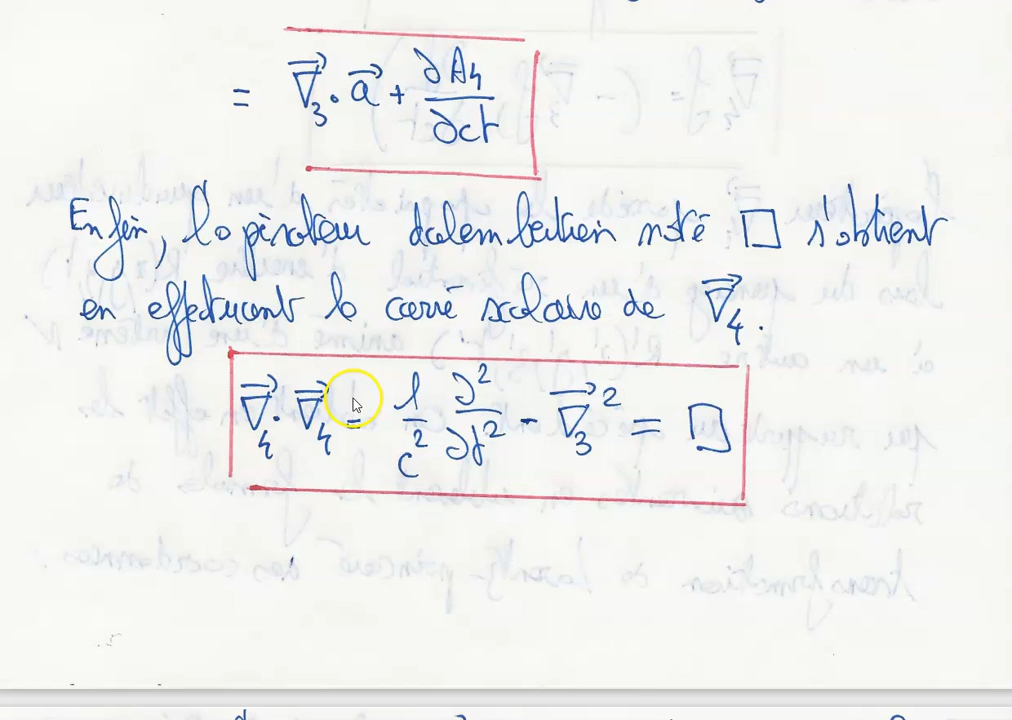 = ∇⃗₃ · a⃗ + ∂A₄/∂ct
Enfin, l'opérateur dalembertien noté □ s'obtient
en effectuant le carré scalaire de ∇⃗₄.
∇⃗₄ · ∇⃗₄ = 1/c² ∂²/∂t² - ∇⃗₃² = □